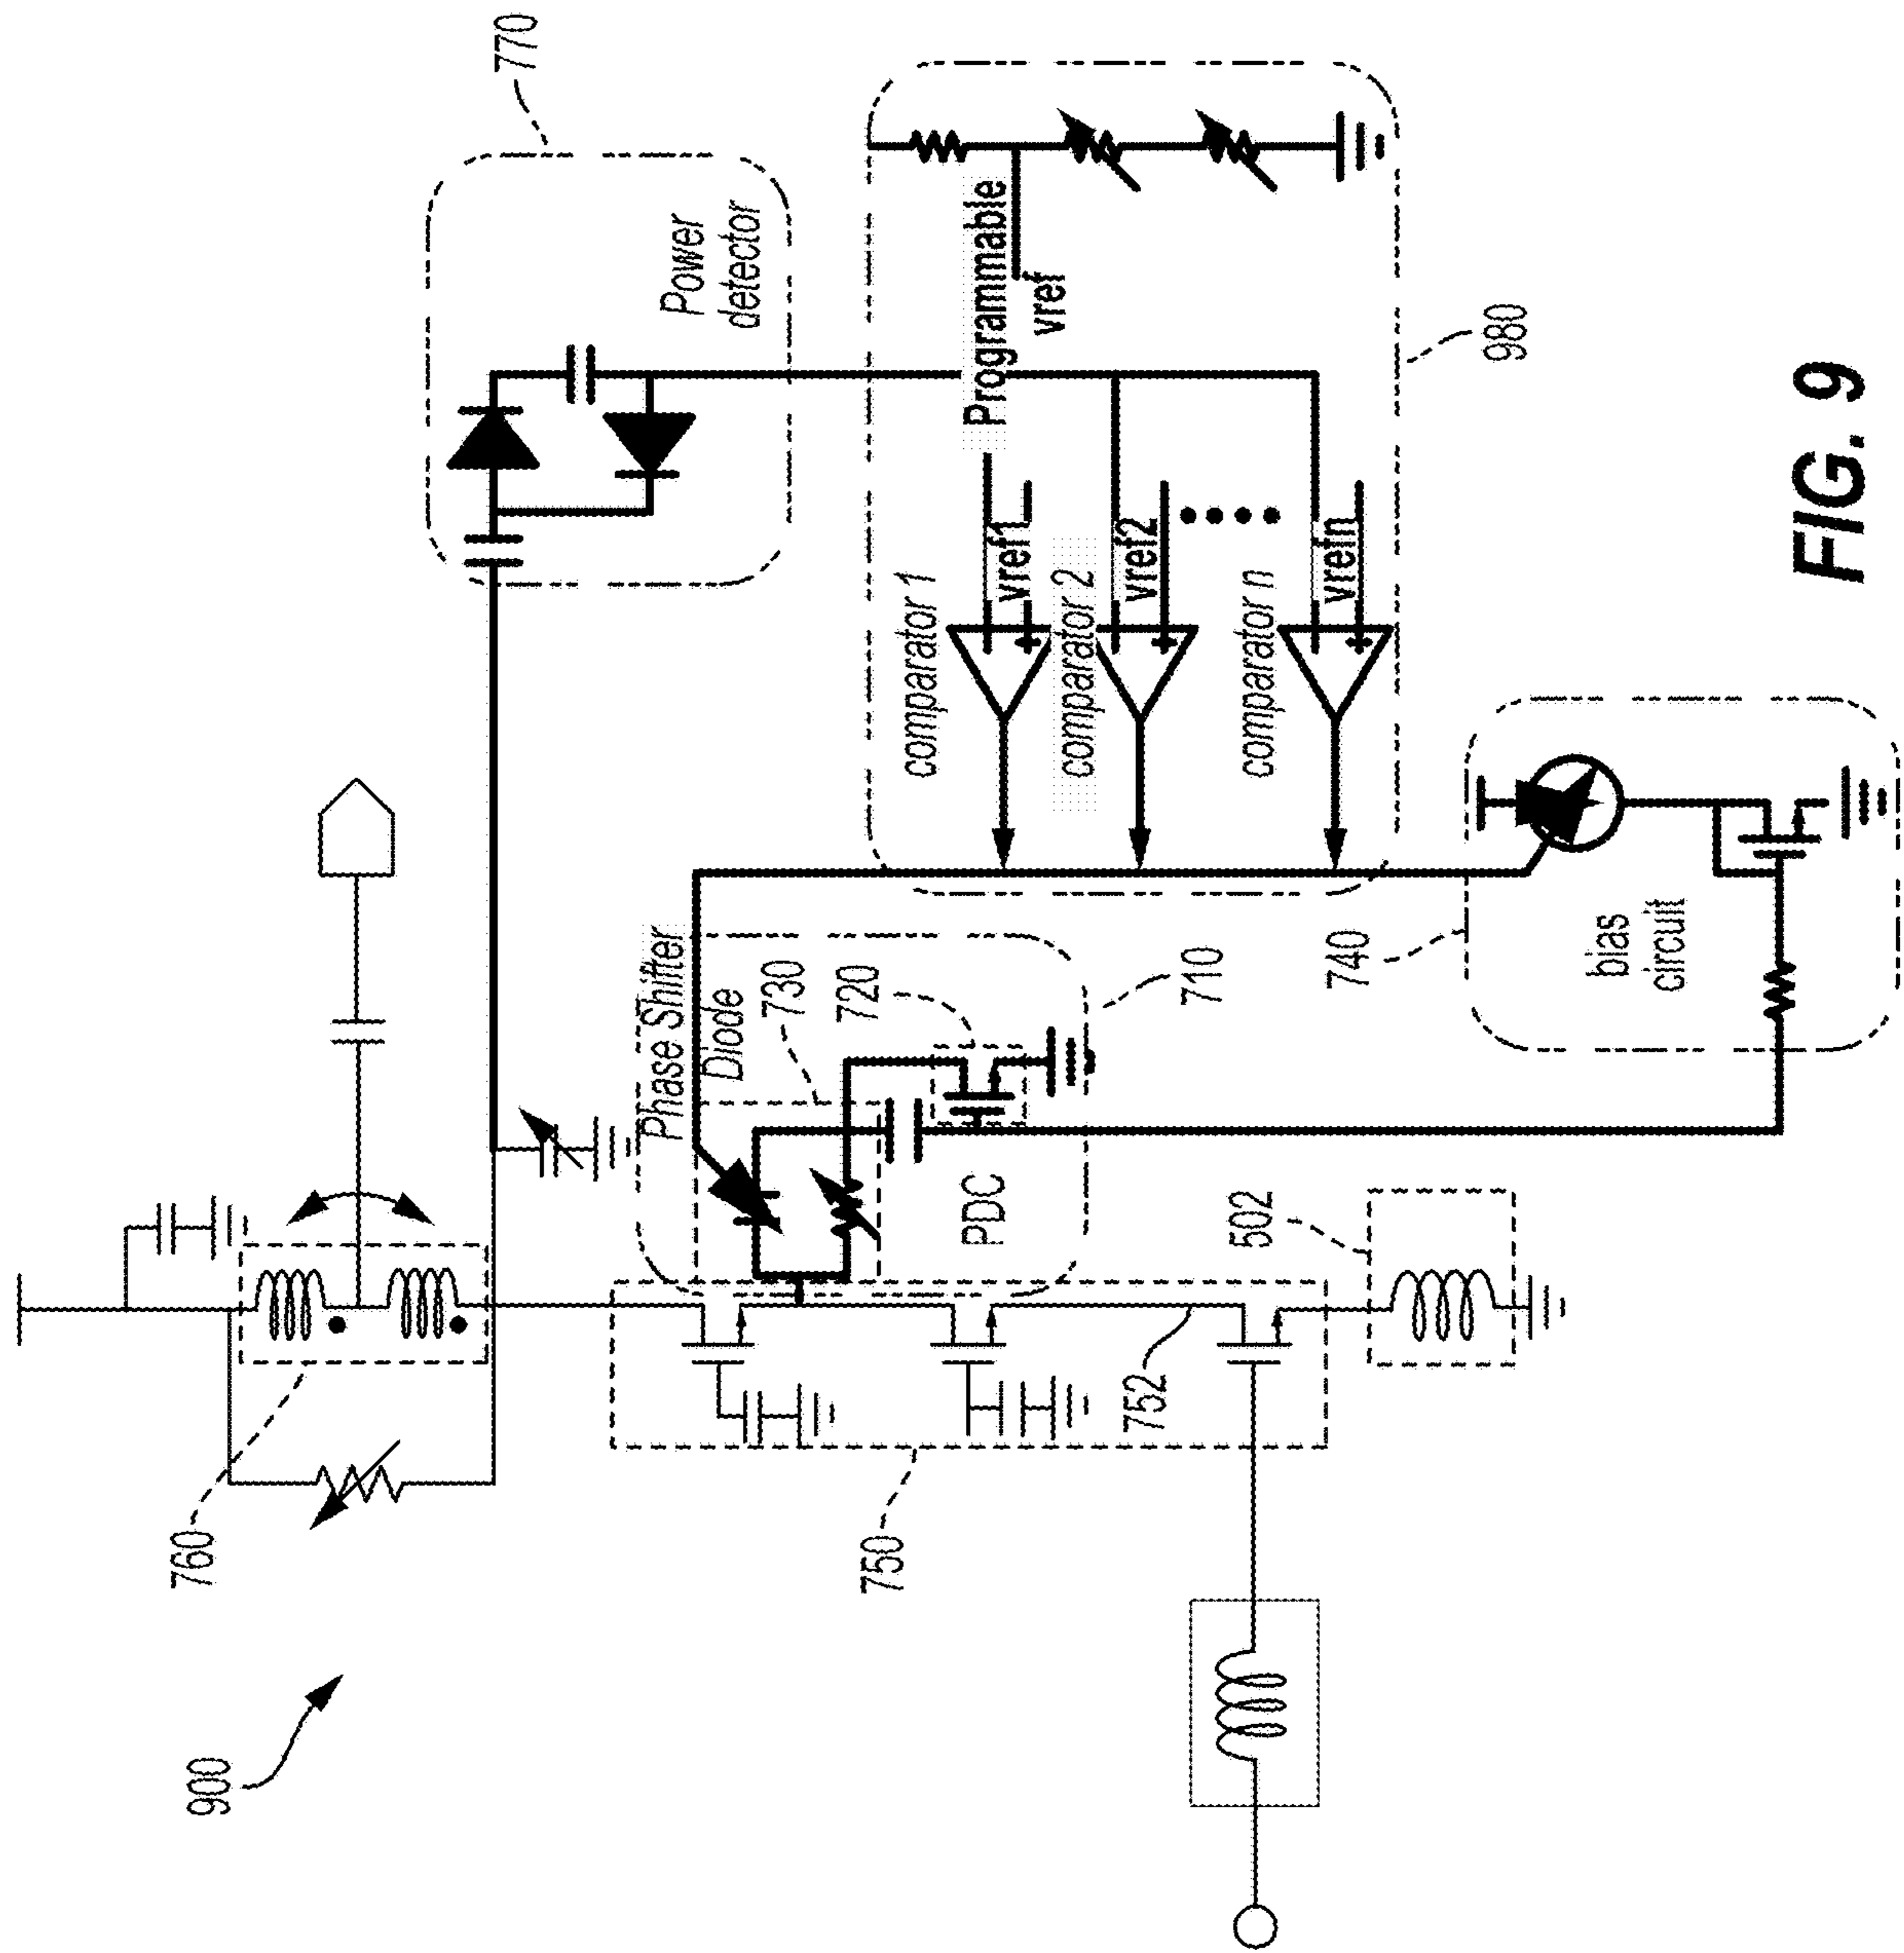 900
760
770
Power
detector
Programmable
vref
comparator 1
vref1
comparator 2
vref2
comparator n
vrefn
980
Phase Shifter
Diode
730
720
710
PDC
502
752
750
740
bias
circuit
FIG. 9